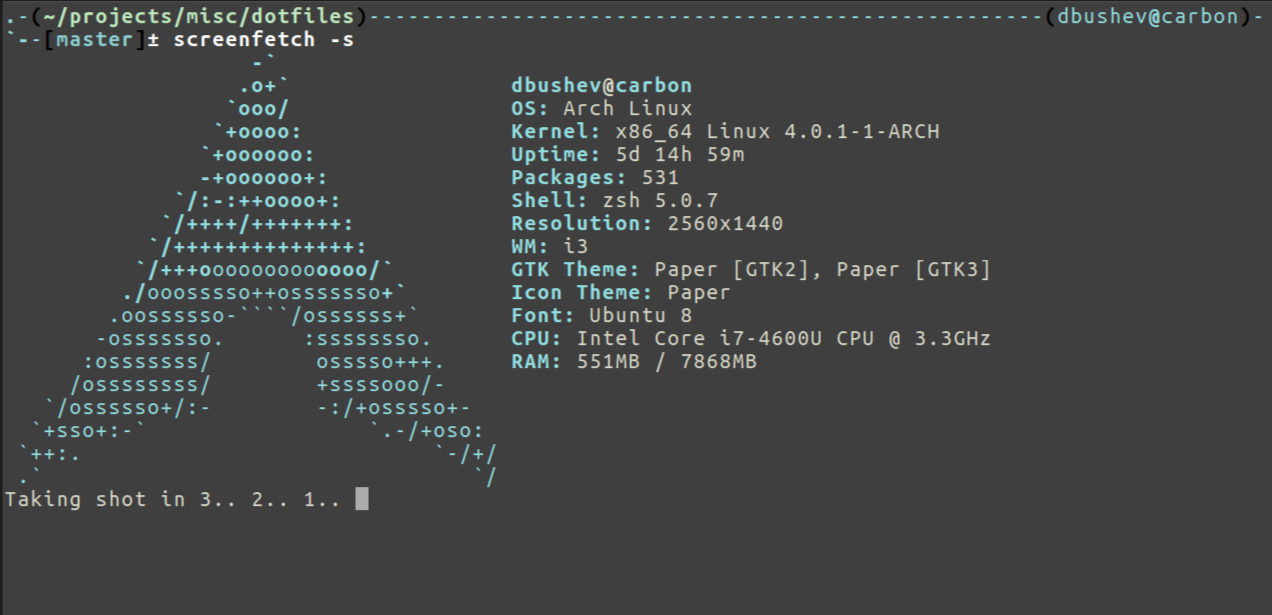 .-(~/projects/misc/dotfiles)----------------------------------------------------(dbushev@carbon)-
`--[master]± screenfetch -s
                   -`
                  .o+`                 dbushev@carbon
                 `ooo/                 OS: Arch Linux
                `+oooo:                Kernel: x86_64 Linux 4.0.1-1-ARCH
               `+oooooo:               Uptime: 5d 14h 59m
               -+oooooo+:              Packages: 531
             `/:-:++oooo+:             Shell: zsh 5.0.7
            `/++++/+++++++:            Resolution: 2560x1440
           `/++++++++++++++:           WM: i3
          `/+++ooooooooooooo/`         GTK Theme: Paper [GTK2], Paper [GTK3]
         ./ooosssso++osssssso+`        Icon Theme: Paper
        .oossssso-````/ossssss+`       Font: Ubuntu 8
       -osssssso.      :ssssssso.      CPU: Intel Core i7-4600U CPU @ 3.3GHz
      :osssssss/        osssso+++.     RAM: 551MB / 7868MB
     /ossssssss/        +ssssooo/-
   `/ossssso+/:-        -:/+osssso+-
  `+sso+:-`                 `.-/+oso:
 `++:.                           `-/+/
 .`                                 `/
Taking shot in 3.. 2.. 1..